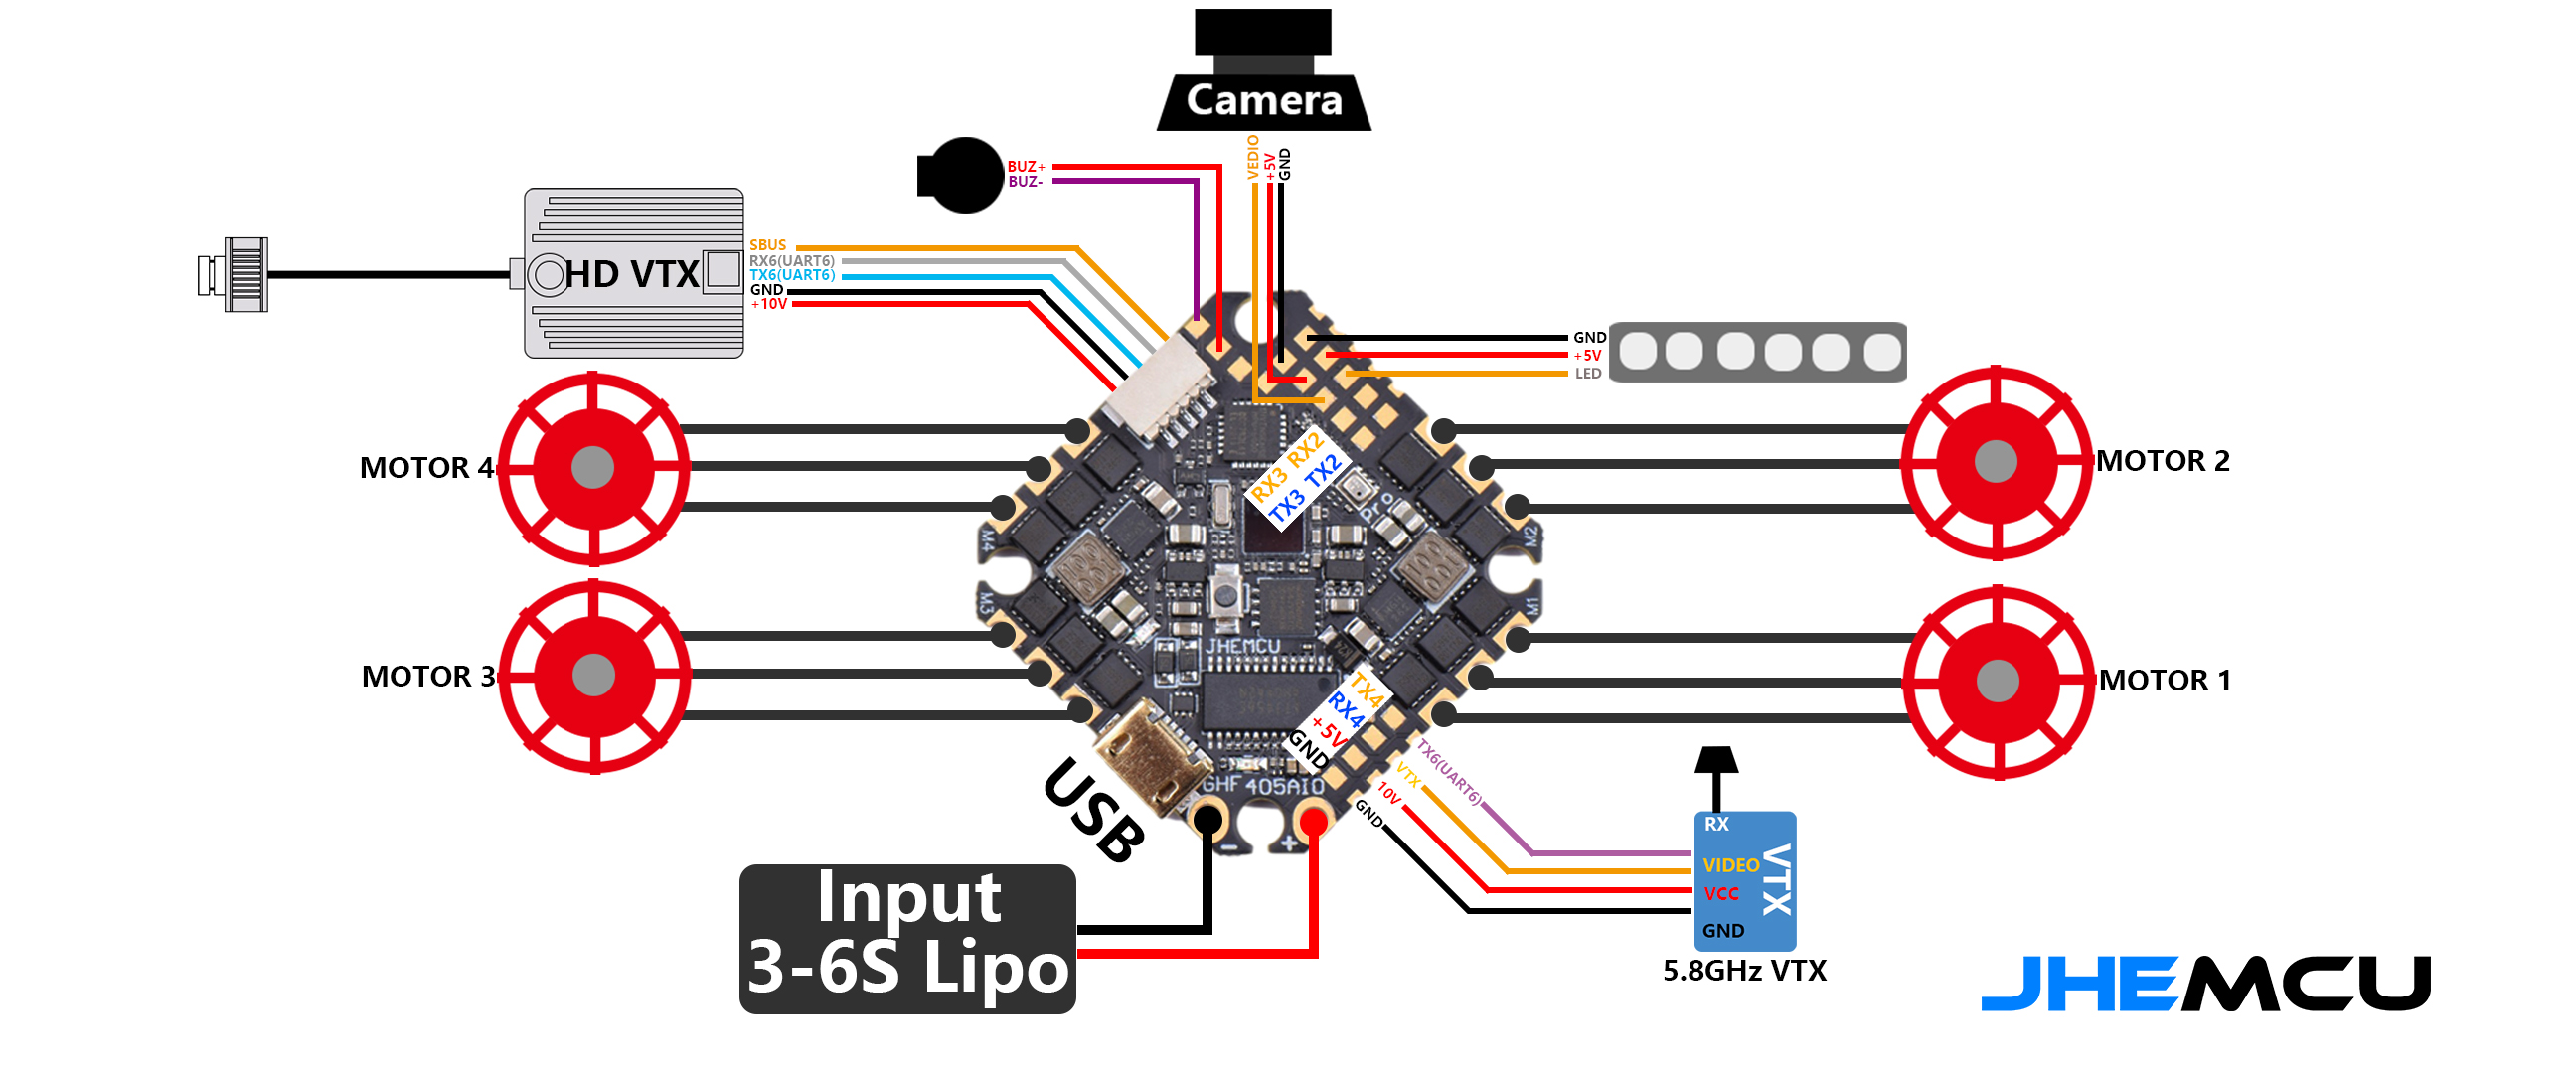 Camera
VEDIO
+5V
GND
BUZ+
BUZ-
SBUS
RX6(UART6)
TX6(UART6)
GND
+10V
HD VTX
GND
+5V
LED
MOTOR 4
MOTOR 2
RX3 RX2
TX3 TX2
M4
M2
M3
M1
MOTOR 3
MOTOR 1
JHEMCU
TX4
RX4
+5V
GND
USB
GHF 405AIO
- +
TX6(UART6)
VTX
10V
GND
RX
VIDEO
VCC
GND
VTX
5.8GHz VTX
Input
3-6S Lipo
JHEMCU